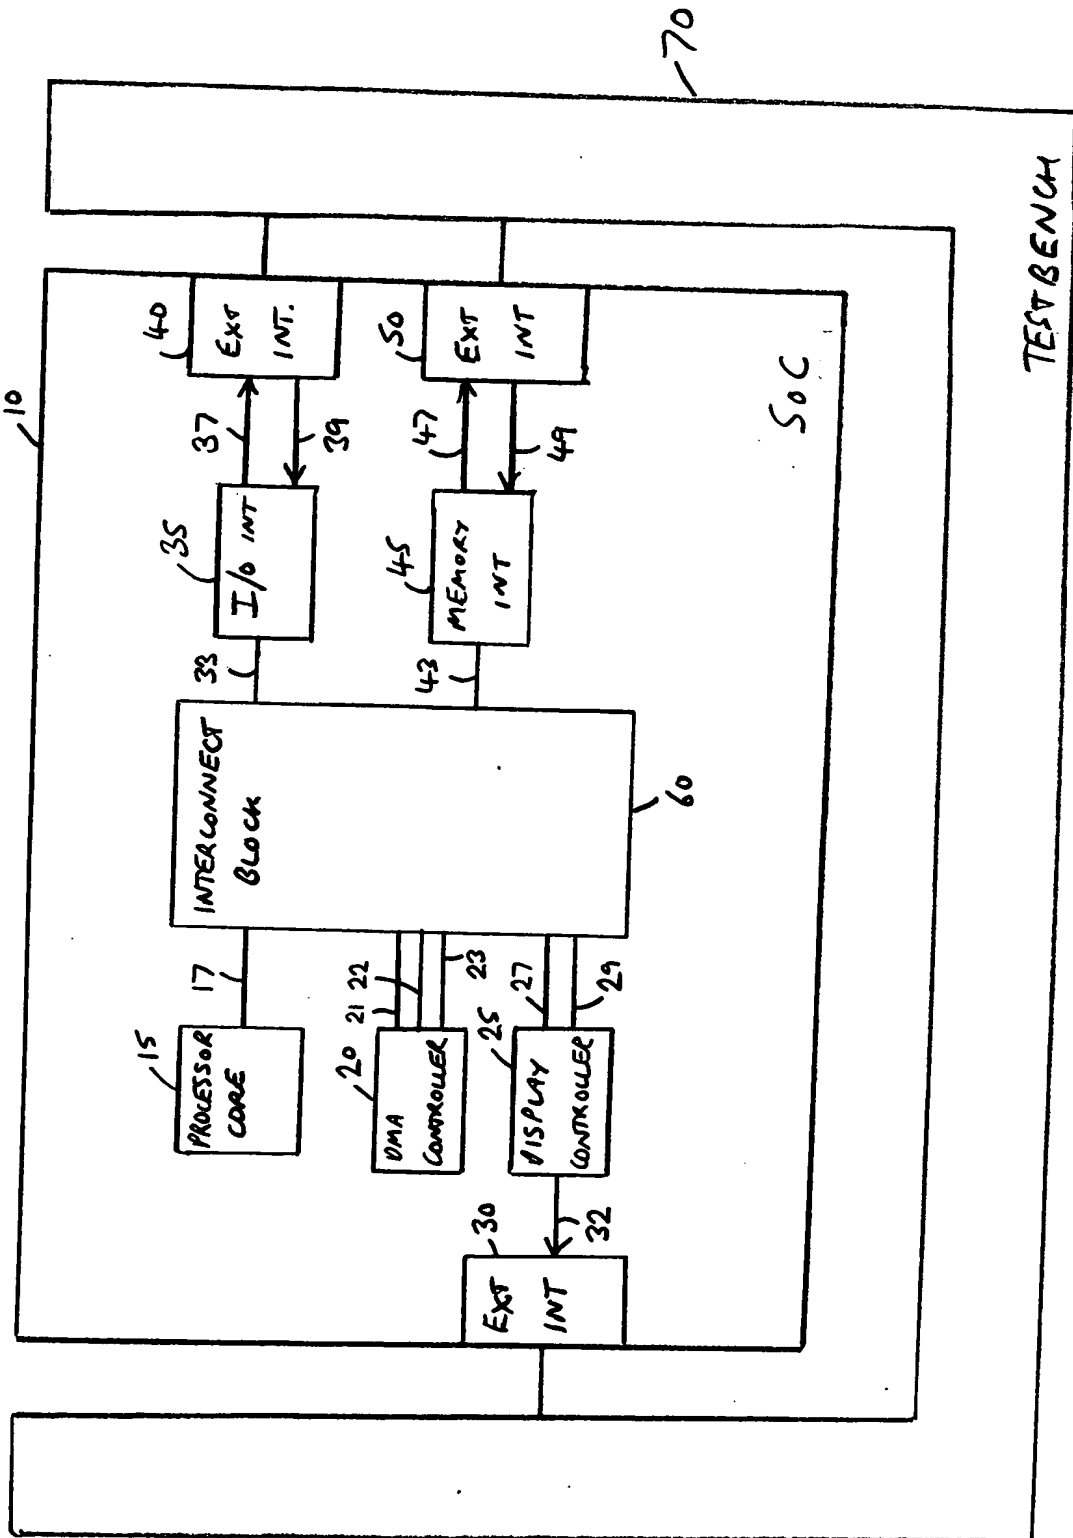 10
40
EXT
INT.
37
39
35
I/O INT
33
50
EXT
INT
47
49
45
MEMORY
INT
43
INTERCONNECT
BLOCK
60
17
15
PROCESSOR
CORE
21
22
23
20
DMA
CONTROLLER
27
29
25
DISPLAY
CONTROLLER
32
30
EXT
INT
SoC
70
TESTBENCH